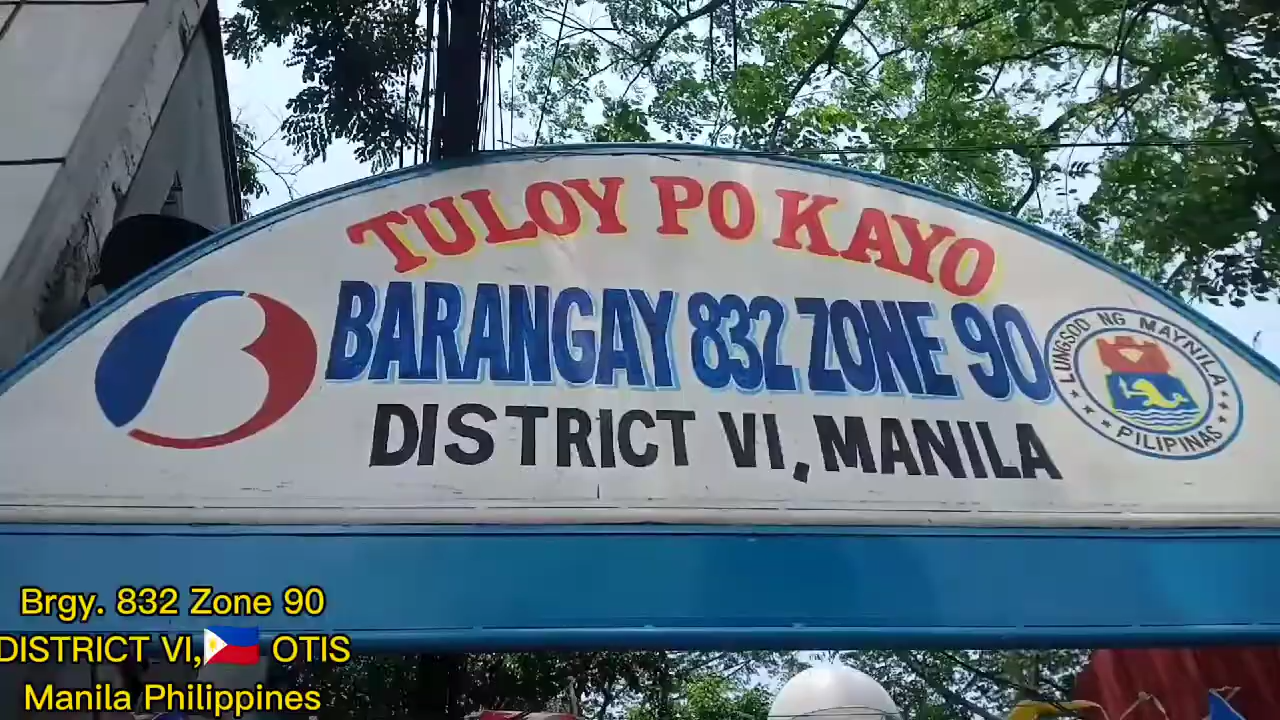 TULOY PO KAYO
BARANGAY 832 ZONE 90
DISTRICT VI, MANILA
LUNGSOD NG MAYNILA
PILIPINAS
Brgy. 832 Zone 90
DISTRICT VI,🇵🇭 OTIS
Manila Philippines